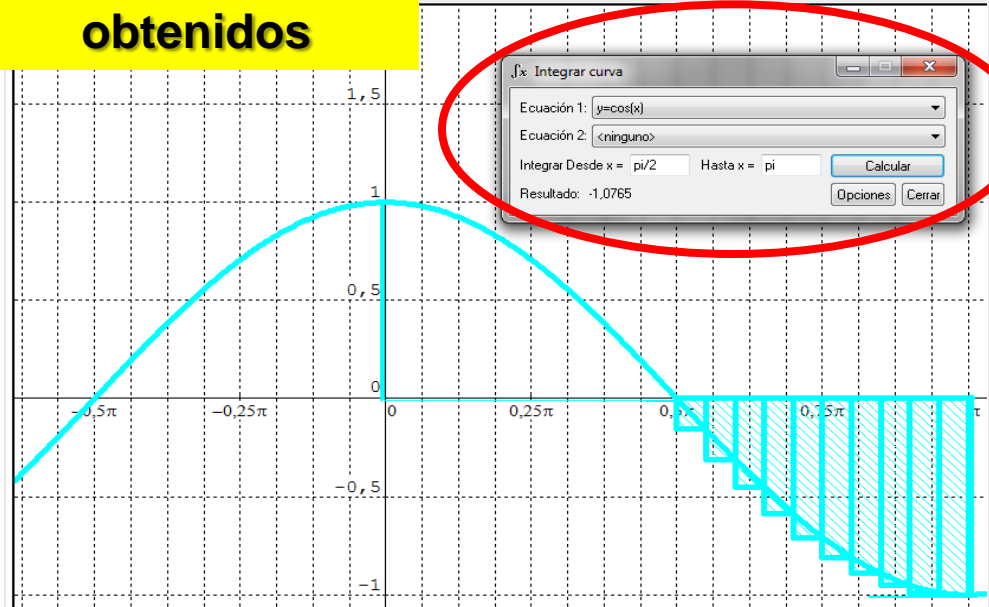 obtenidos
∫x Integrar curva
Ecuación 1: y=cos(x)
Ecuación 2: <ninguno>
Integrar Desde x = pi/2 Hasta x = pi Calcular
Resultado: -1,0765 Opciones Cerrar
1,5
1
0,5
0
-0,5π -0,25π 0 0,25π 0,5π 0,75π π
-0,5
-1